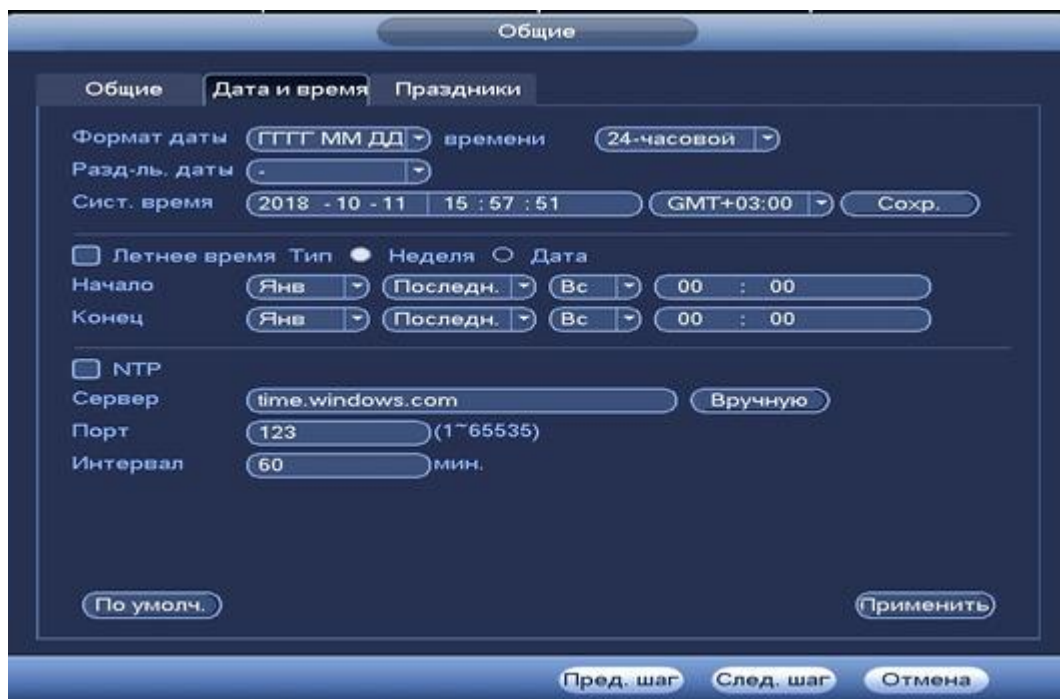 Общие
Общие Дата и время Праздники
Формат даты ГГГГ ММ ДД времени 24-часовой
Разд-ль. даты -
Сист. время 2018 - 10 - 11 15 : 57 : 51 GMT+03:00 Сохр.
Летнее время Тип Неделя Дата
Начало Янв Последн. Вс 00 : 00
Конец Янв Последн. Вс 00 : 00
NTP
Сервер time.windows.com Вручную
Порт 123 (1~65535)
Интервал 60 мин.
По умолч. Применить
Пред. шаг След. шаг Отмена